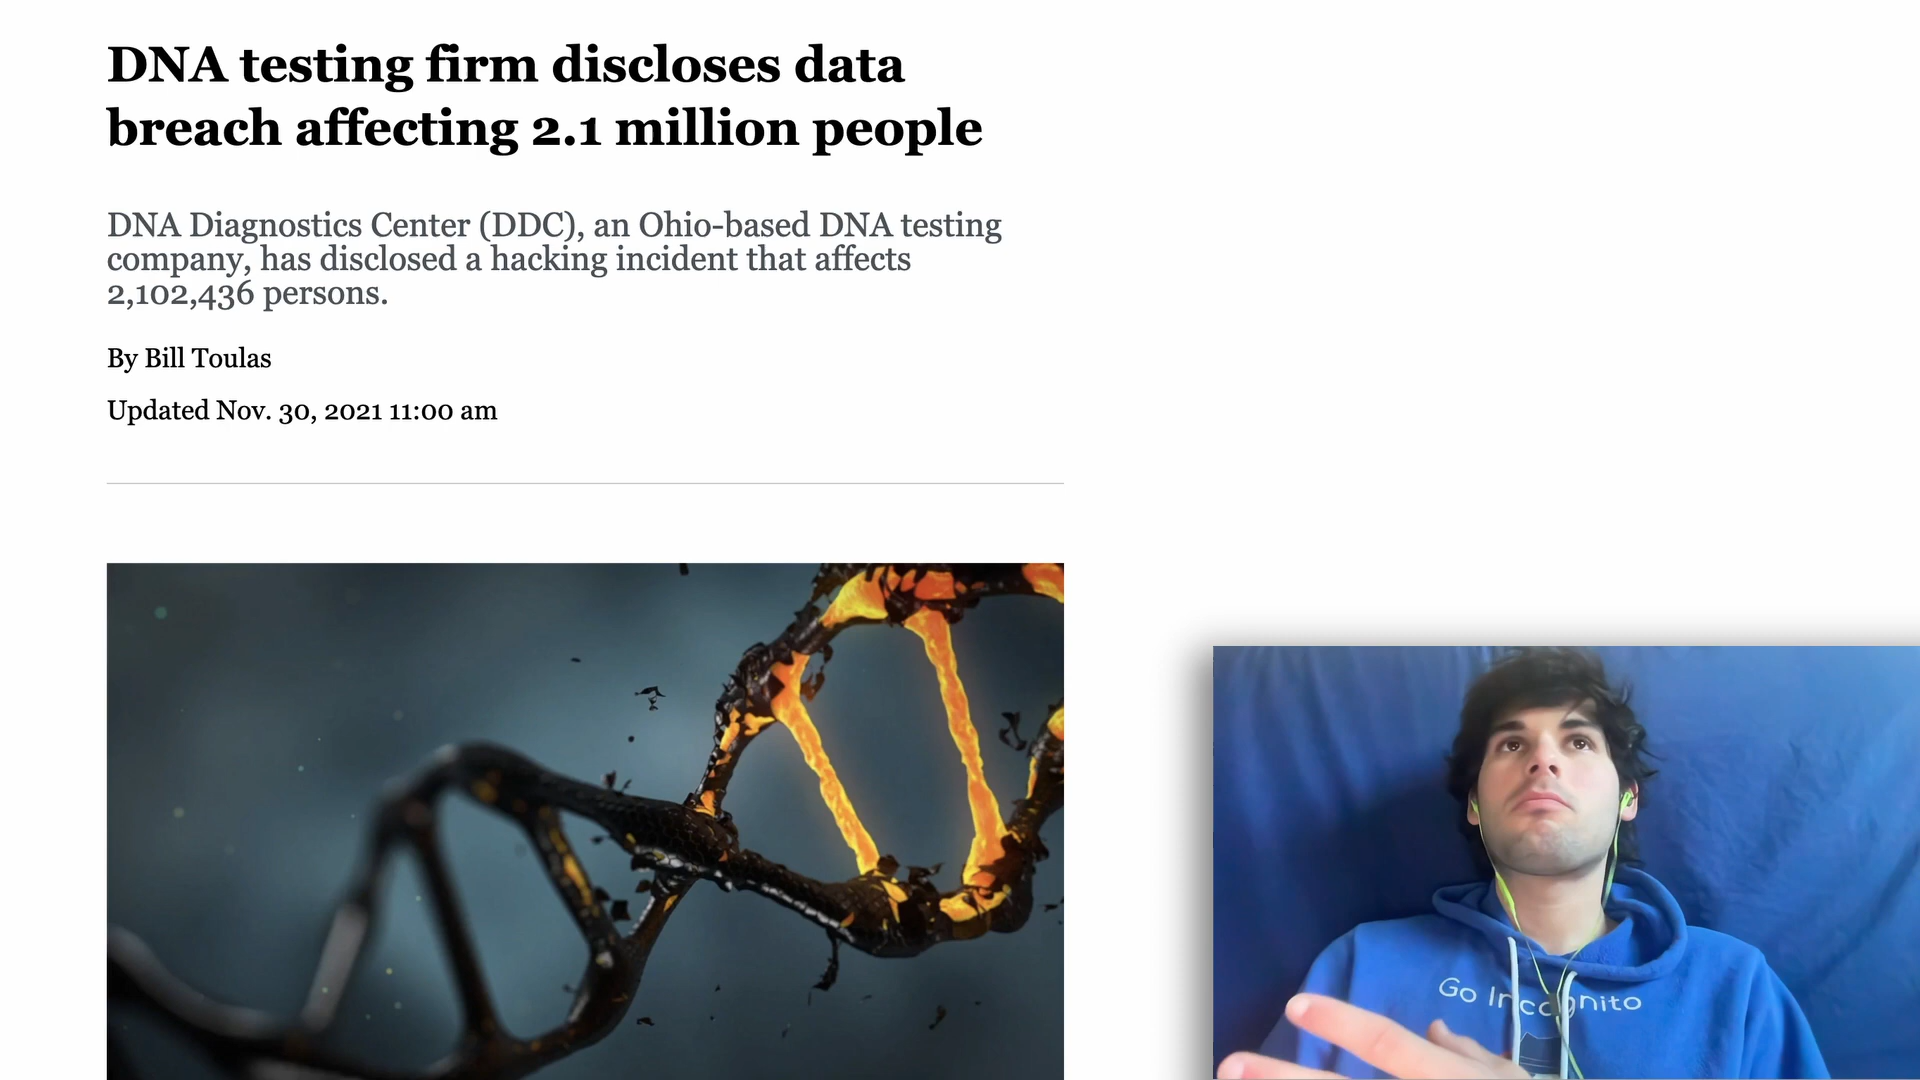 DNA testing firm discloses data
breach affecting 2.1 million people
DNA Diagnostics Center (DDC), an Ohio-based DNA testing
company, has disclosed a hacking incident that affects
2,102,436 persons.
By Bill Toulas
Updated Nov. 30, 2021 11:00 am
Go Incognito